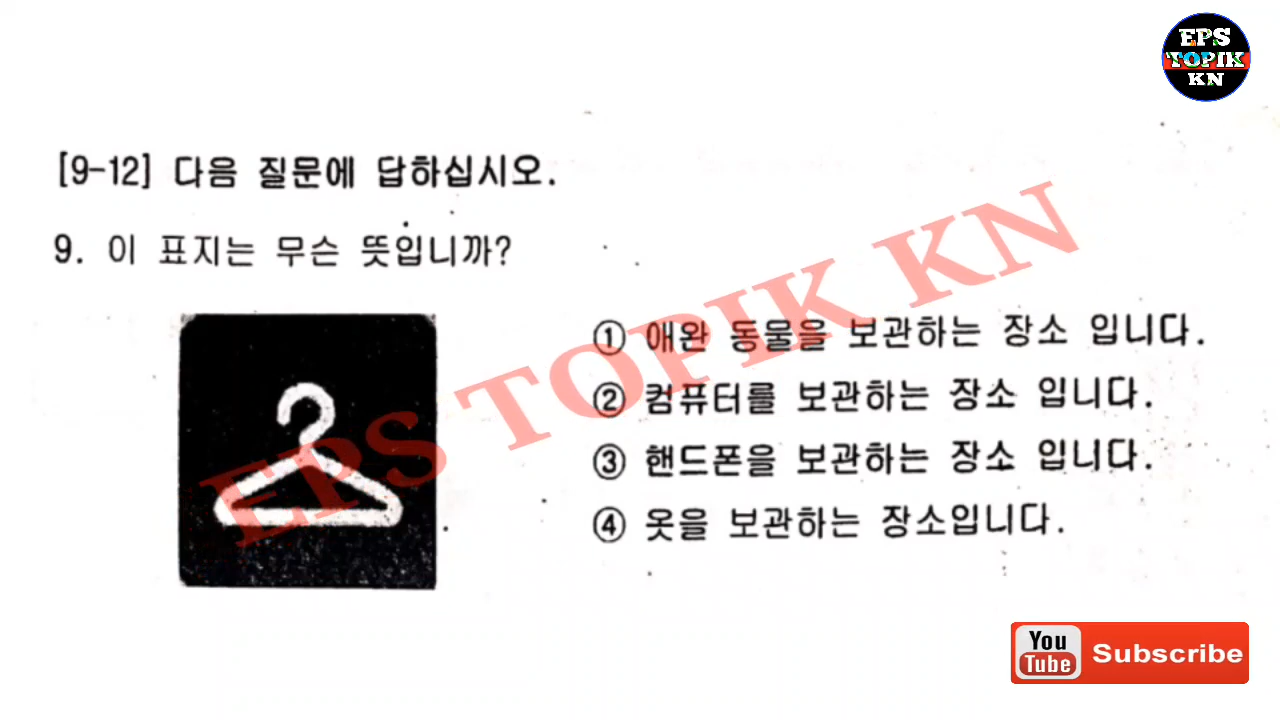 EPS
TOPIK
KN
[9-12] 다음 질문에 답하십시오.
9. 이 표지는 무슨 뜻입니까?
① 애완 동물을 보관하는 장소 입니다.
② 컴퓨터를 보관하는 장소 입니다.
③ 핸드폰을 보관하는 장소 입니다.
④ 옷을 보관하는 장소입니다.
EPS TOPIK KN
You
Tube
Subscribe